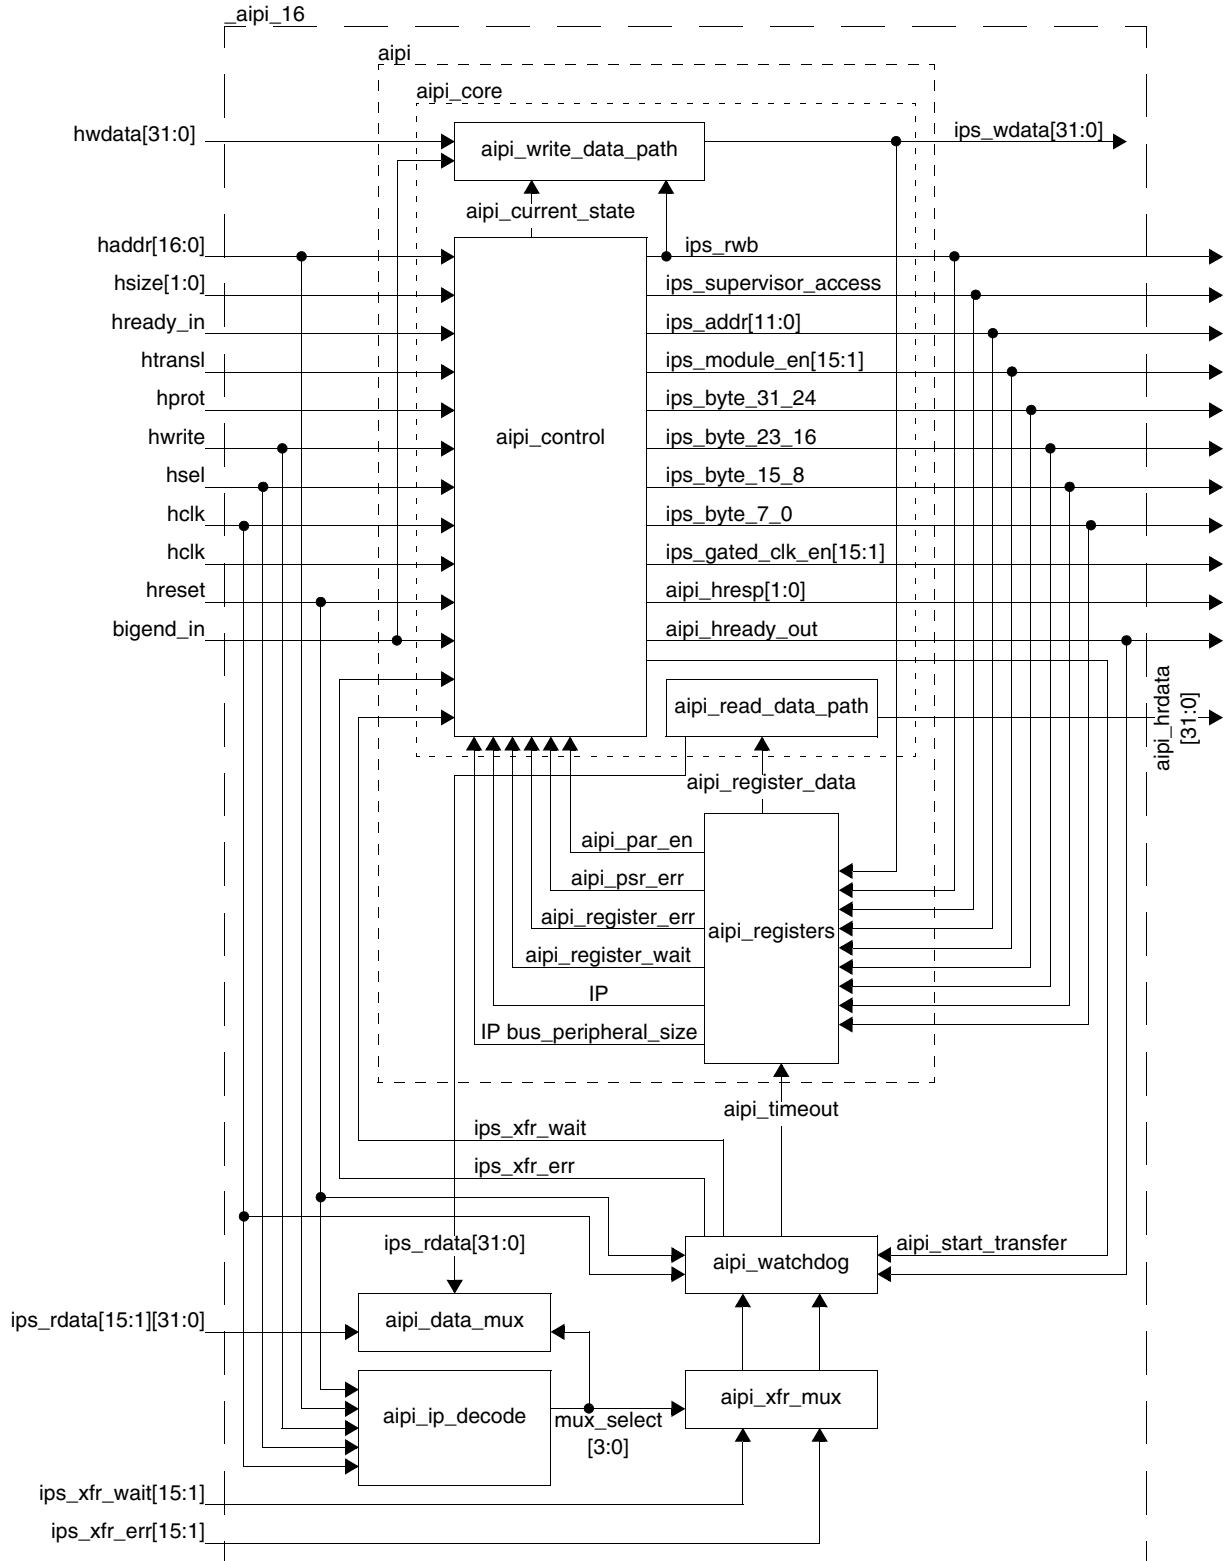 _aipi_16
aipi
aipi_core
hwdata[31:0]
aipi_write_data_path
ips_wdata[31:0]
aipi_current_state
haddr[16:0]
ips_rwb
hsize[1:0]
ips_supervisor_access
hready_in
ips_addr[11:0]
htransl
ips_module_en[15:1]
hprot
ips_byte_31_24
hwrite
aipi_control
ips_byte_23_16
hsel
ips_byte_15_8
hclk
ips_byte_7_0
hclk
ips_gated_clk_en[15:1]
hreset
aipi_hresp[1:0]
bigend_in
aipi_hready_out
aipi_read_data_path
aipi_hrdata
[31:0]
aipi_register_data
aipi_par_en
aipi_psr_err
aipi_register_err
aipi_registers
aipi_register_wait
IP
IP bus_peripheral_size
aipi_timeout
ips_xfr_wait
ips_xfr_err
ips_rdata[31:0]
aipi_start_transfer
aipi_watchdog
ips_rdata[15:1][31:0]
aipi_data_mux
aipi_xfr_mux
aipi_ip_decode
mux_select
[3:0]
ips_xfr_wait[15:1]
ips_xfr_err[15:1]